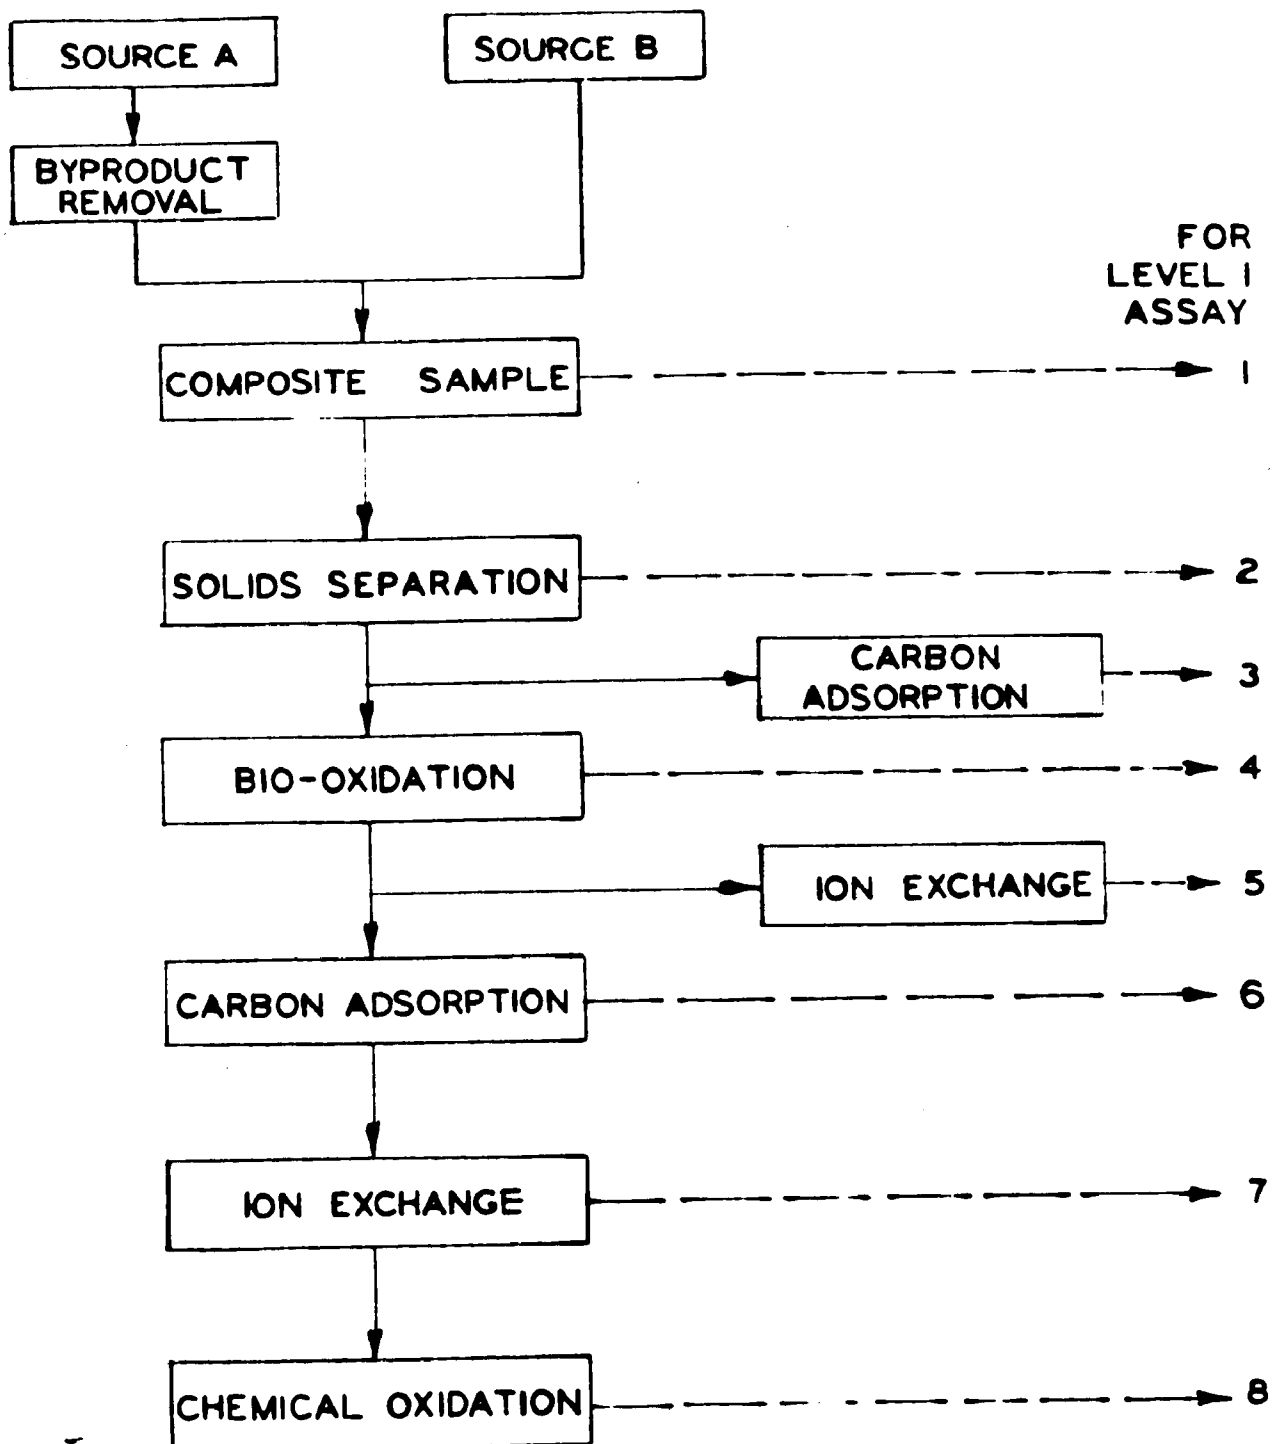 SOURCE A
SOURCE B
BYPRODUCT
REMOVAL
FOR
LEVEL 1
ASSAY
COMPOSITE SAMPLE
1
SOLIDS SEPARATION
2
CARBON
ADSORPTION
3
BIO-OXIDATION
4
ION EXCHANGE
5
CARBON ADSORPTION
6
ION EXCHANGE
7
CHEMICAL OXIDATION
8